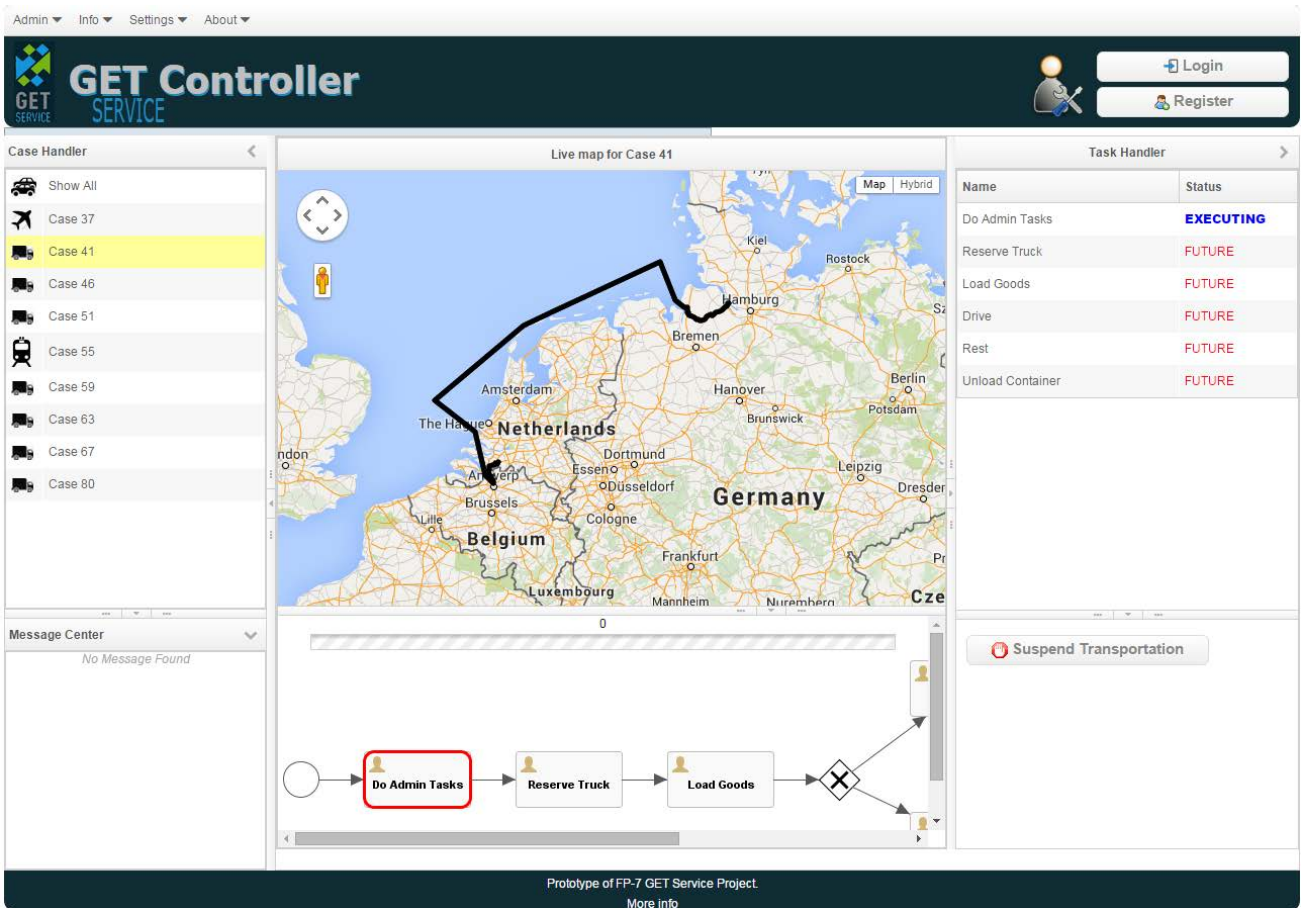 Admin Info Settings About
GET SERVICE
GET Controller
SERVICE
Login
Register
Case Handler
Show All
Case 37
Case 41
Case 46
Case 51
Case 55
Case 59
Case 63
Case 67
Case 80
Message Center
No Message Found
Live map for Case 41
Map Hybrid
Kiel
Rostock
Hamburg
Bremen
Amsterdam
Hanover
Berlin
Brunswick
Potsdam
The Hague
Netherlands
ndon
Dortmund
Essen
Leipzig
Antwerp
Düsseldorf
Germany
Dresden
Brussels
Lille
Cologne
Belgium
Frankfurt
Pr
Luxembourg
Mannheim
Nuremberg
Cze
0
Do Admin Tasks
Reserve Truck
Load Goods
Task Handler
Name Status
Do Admin Tasks EXECUTING
Reserve Truck FUTURE
Load Goods FUTURE
Drive FUTURE
Rest FUTURE
Unload Container FUTURE
Suspend Transportation
Prototype of FP-7 GET Service Project.
More info